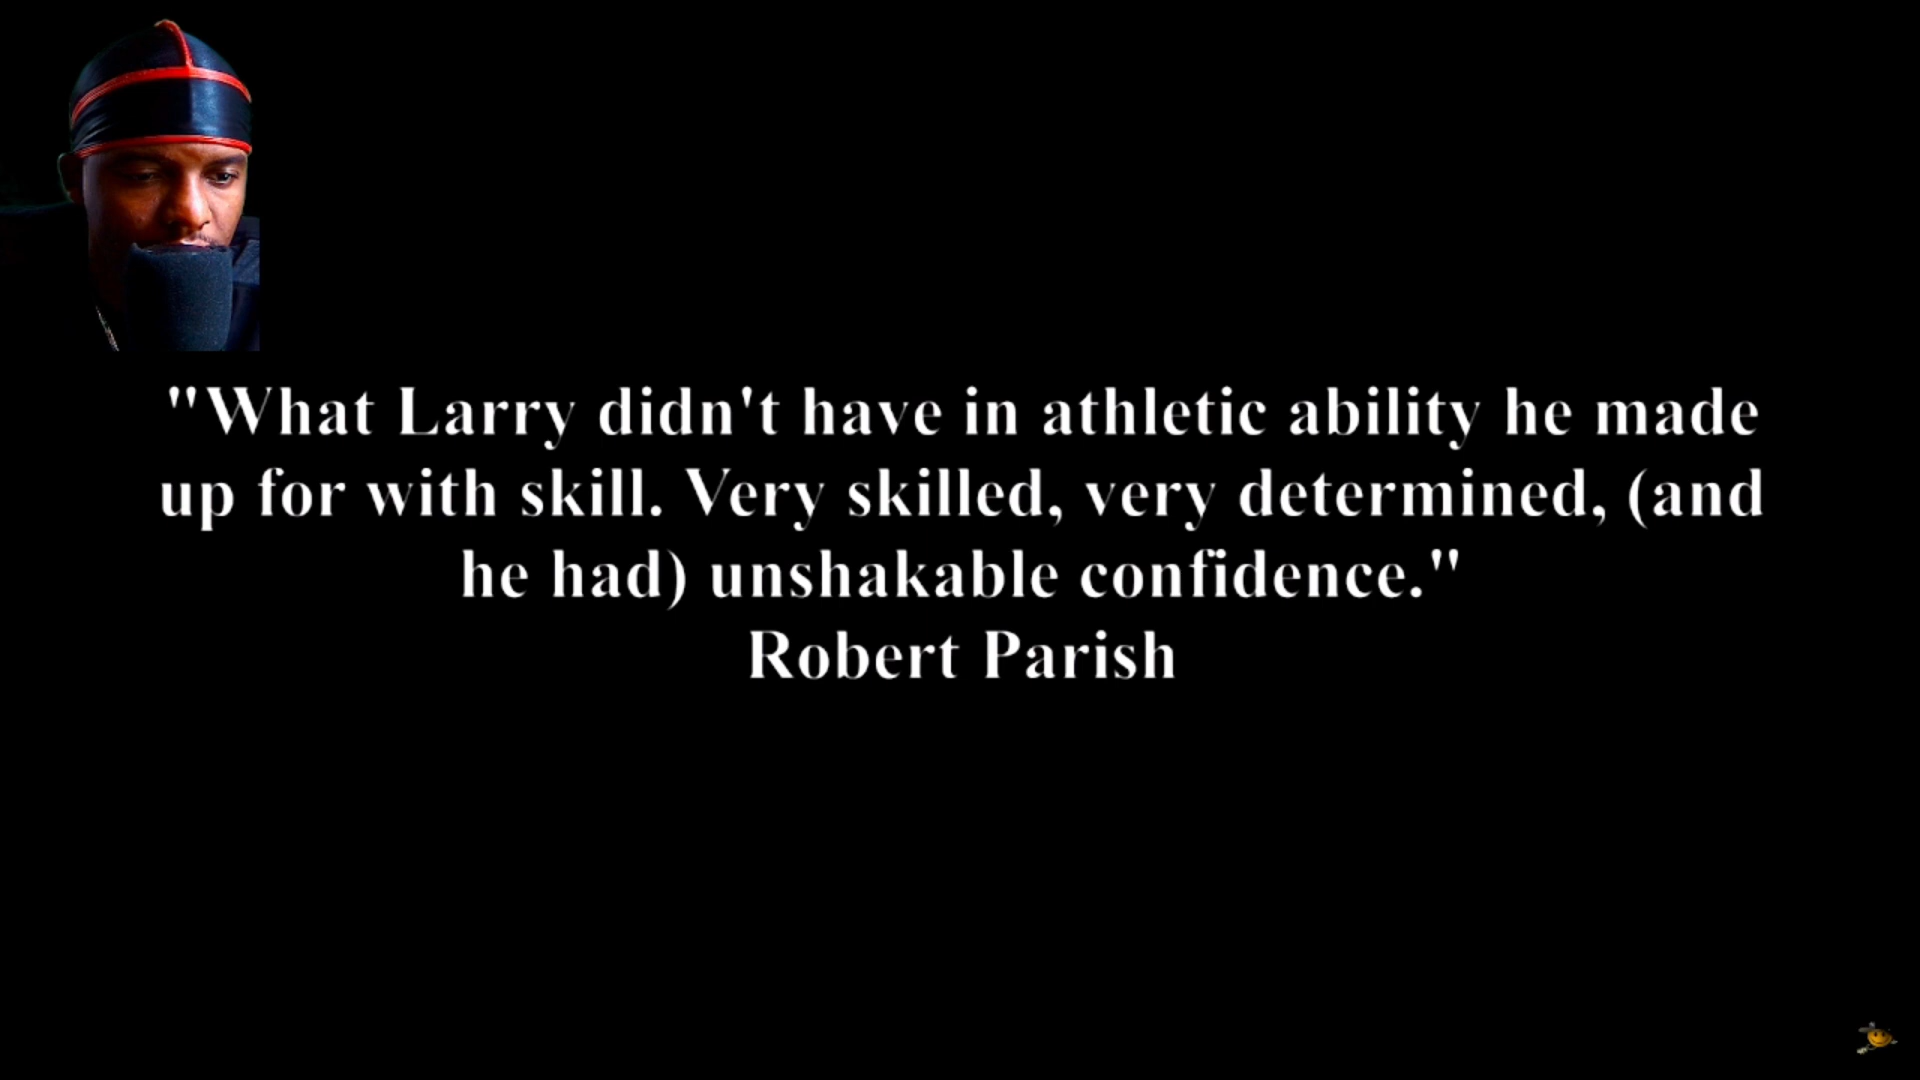 "What Larry didn't have in athletic ability he made
up for with skill. Very skilled, very determined, (and
he had) unshakable confidence."
Robert Parish